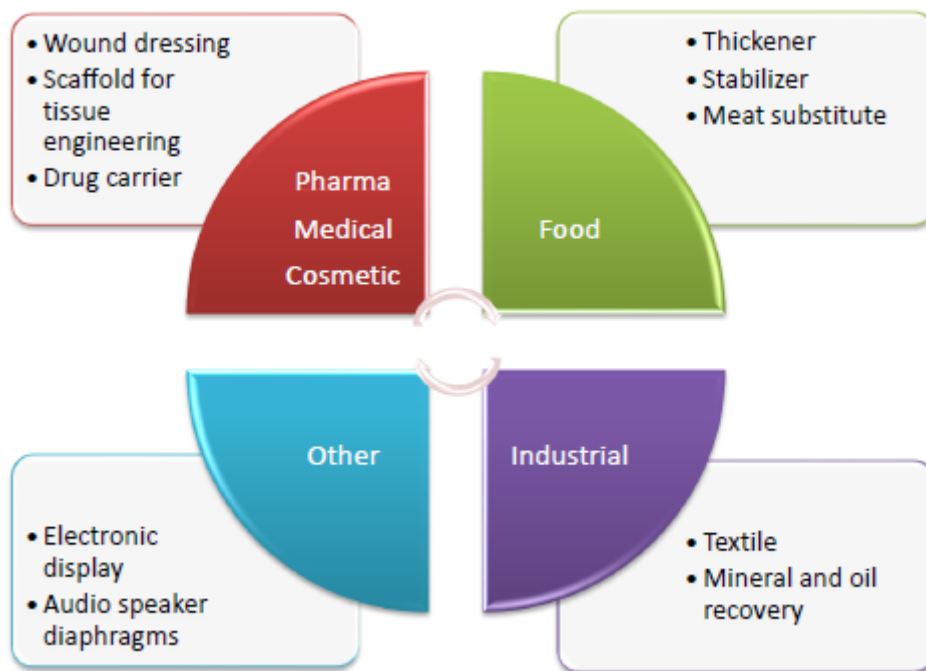 • Wound dressing
• Scaffold for
tissue
engineering
• Drug carrier
Pharma
Medical
Cosmetic
• Thickener
• Stabilizer
• Meat substitute
Food
Other
• Electronic
display
• Audio speaker
diaphragms
Industrial
• Textile
• Mineral and oil
recovery